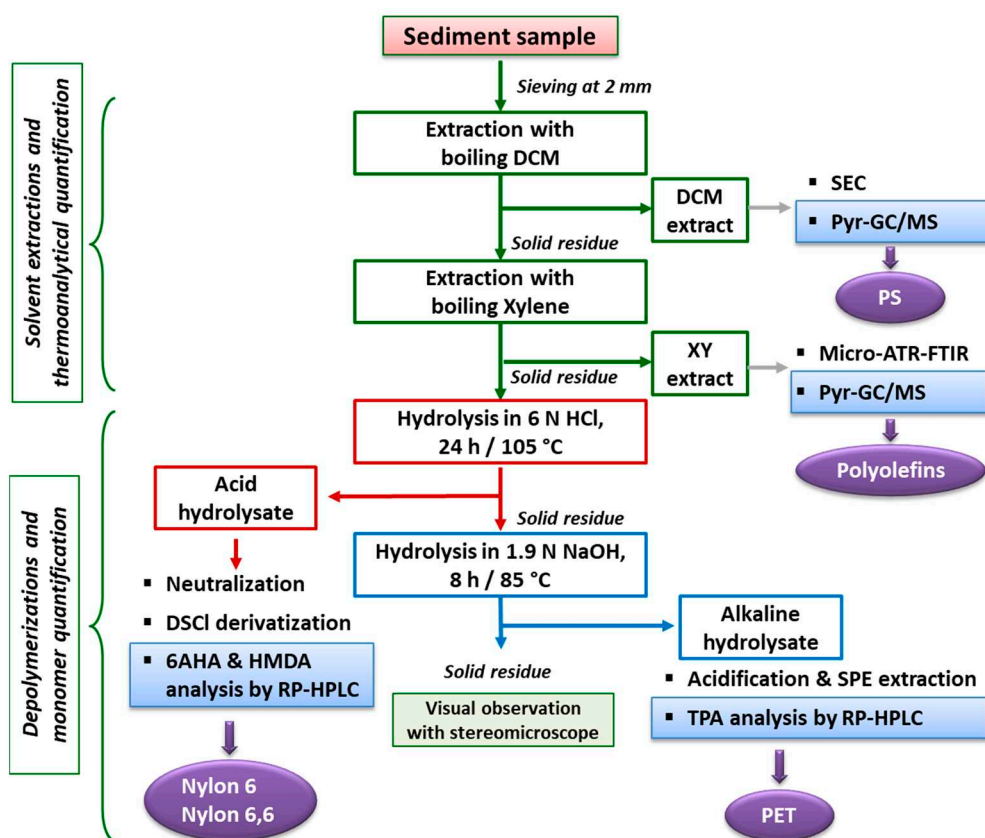 Sediment sample
Sieving at 2 mm
Solvent extractions and
thermoanalytical quantification
Extraction with
boiling DCM
DCM
extract
▪ SEC
▪ Pyr-GC/MS
PS
Solid residue
Extraction with
boiling Xylene
XY
extract
▪ Micro-ATR-FTIR
▪ Pyr-GC/MS
Polyolefins
Solid residue
Depolymerizations and
monomer quantification
Hydrolysis in 6 N HCl,
24 h / 105 °C
Acid
hydrolysate
▪ Neutralization
▪ DSCl derivatization
▪ 6AHA & HMDA
analysis by RP-HPLC
Nylon 6
Nylon 6,6
Solid residue
Hydrolysis in 1.9 N NaOH,
8 h / 85 °C
Alkaline
hydrolysate
▪ Acidification & SPE extraction
▪ TPA analysis by RP-HPLC
PET
Solid residue
Visual observation
with stereomicroscope